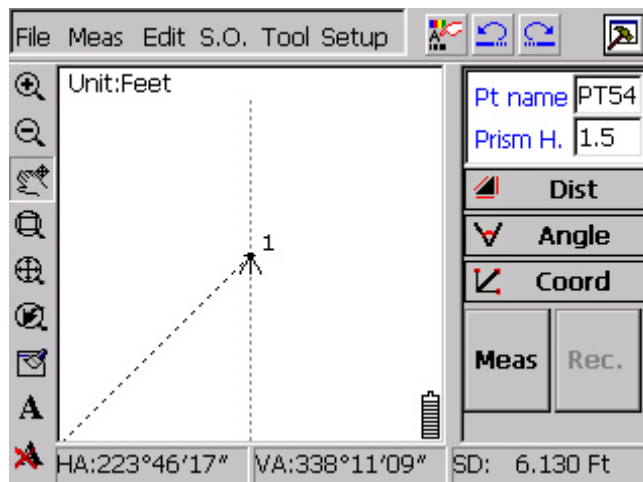 File Meas Edit S.O. Tool Setup
Unit:Feet
Pt name PT54
Prism H. 1.5
Dist
Angle
Coord
1
Meas Rec.
A
HA:223°46'17" VA:338°11'09" SD: 6.130 Ft